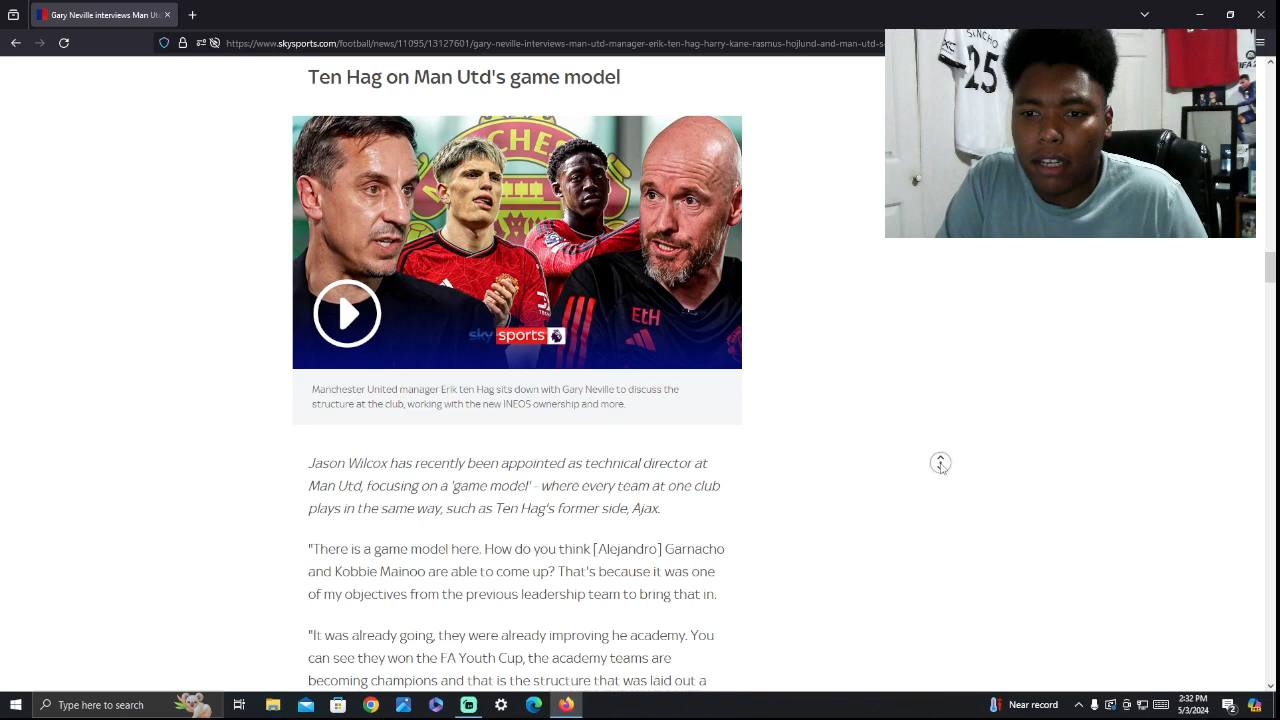 Gary Neville interviews Man Ut
https://www.skysports.com/football/news/11095/13127601/gary-neville-interviews-man-utd-manager-erik-ten-hag-harry-kane-rasmus-hojlund-and-man-utd-s
Ten Hag on Man Utd's game model
SANCHO
25
CHES
EtH
sky sports
Manchester United manager Erik ten Hag sits down with Gary Neville to discuss the
structure at the club, working with the new INEOS ownership and more.
Jason Wilcox has recently been appointed as technical director at
Man Utd, focusing on a 'game model' - where every team at one club
plays in the same way, such as Ten Hag's former side, Ajax.
"There is a game model here. How do you think [Alejandro] Garnacho
and Kobbie Mainoo are able to come up? That's because it was one
of my objectives from the previous leadership team to bring that in.
"It was already going, they were already improving he academy. You
can see they won the FA Youth Cup, the academy teams are
becoming champions and that is the structure that was laid out a
Type here to search
Near record
2:32 PM
5/3/2024
2